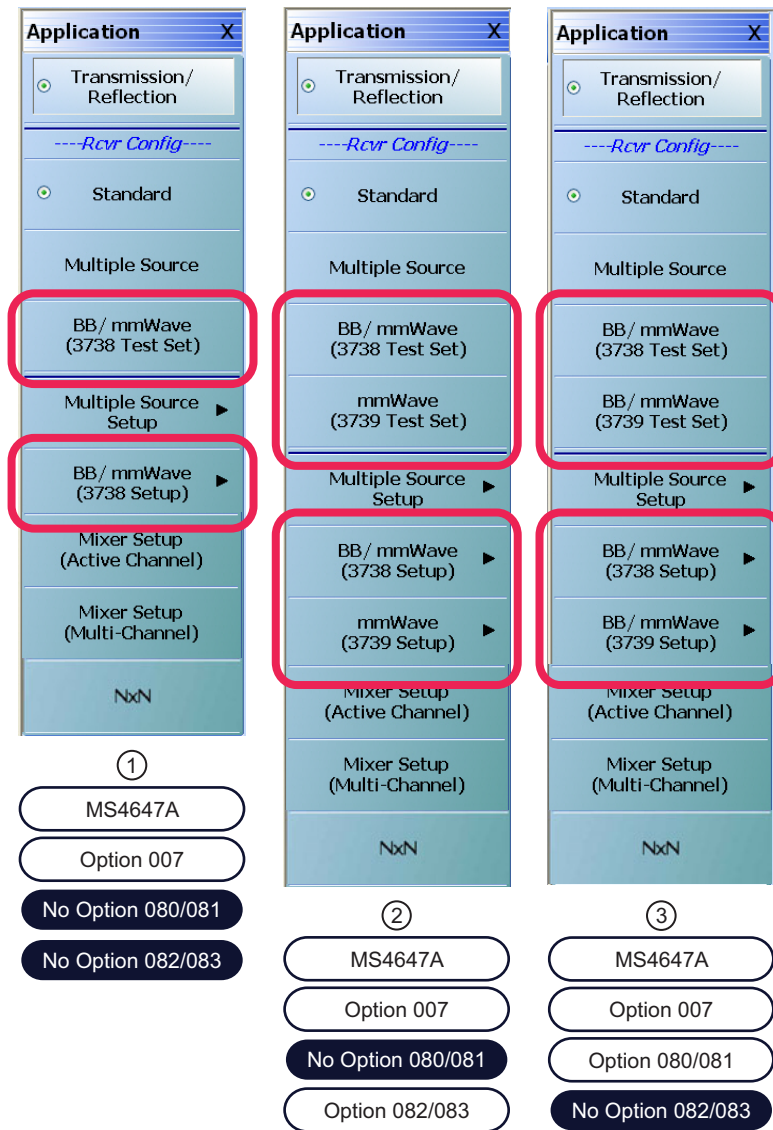 Application X
Transmission/
Reflection
----Rcvr Config----
Standard
Multiple Source
BB/ mmWave
(3738 Test Set)
Multiple Source
Setup
BB/ mmWave
(3738 Setup)
Mixer Setup
(Active Channel)
Mixer Setup
(Multi-Channel)
NxN
1
MS4647A
Option 007
No Option 080/081
No Option 082/083
Application X
Transmission/
Reflection
----Rcvr Config----
Standard
Multiple Source
BB/ mmWave
(3738 Test Set)
mmWave
(3739 Test Set)
Multiple Source
Setup
BB/ mmWave
(3738 Setup)
mmWave
(3739 Setup)
Mixer Setup
(Active Channel)
Mixer Setup
(Multi-Channel)
NxN
2
MS4647A
Option 007
No Option 080/081
Option 082/083
Application X
Transmission/
Reflection
----Rcvr Config----
Standard
Multiple Source
BB/ mmWave
(3738 Test Set)
BB/ mmWave
(3739 Test Set)
Multiple Source
Setup
BB/ mmWave
(3738 Setup)
BB/ mmWave
(3739 Setup)
Mixer Setup
(Active Channel)
Mixer Setup
(Multi-Channel)
NxN
3
MS4647A
Option 007
Option 080/081
No Option 082/083